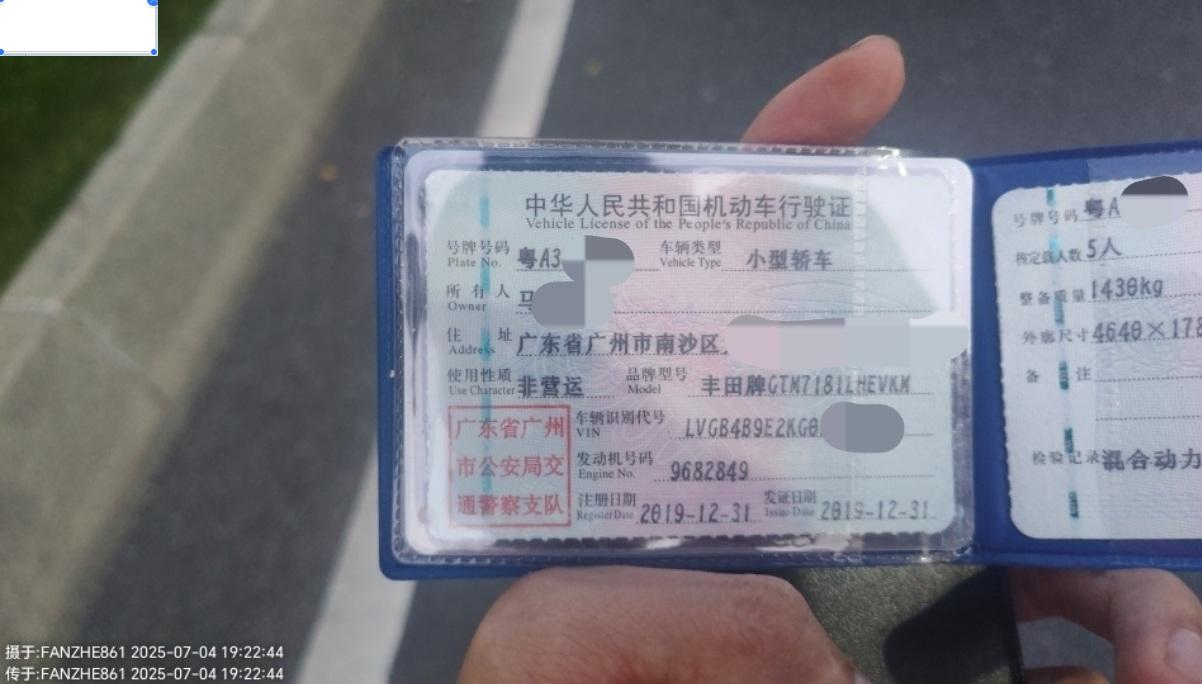 中华人民共和国机动车行驶证
Vehicle License of the People's Republic of China
号牌号码 粤A3 车辆类型 小型轿车
Plate No. Vehicle Type
所有人 马
Owner
住址 广东省广州市南沙区
Address
使用性质 非营运 品牌型号 丰田牌GTM7181LHEVKM
Use Character Model
广东省广州
市公安局交
通警察支队
车辆识别代号 LVGB4B9E2KG0
VIN
发动机号码 9682849
Engine No.
注册日期 2019-12-31 发证日期 2019-12-31
Register Date Issue Date
号牌号码 粤A
核定载人数 5人
整备质量 1430kg
外廓尺寸 4640×178
备注
检验记录 混合动力
摄于:FANZHE861 2025-07-04 19:22:44
传于:FANZHE861 2025-07-04 19:22:44